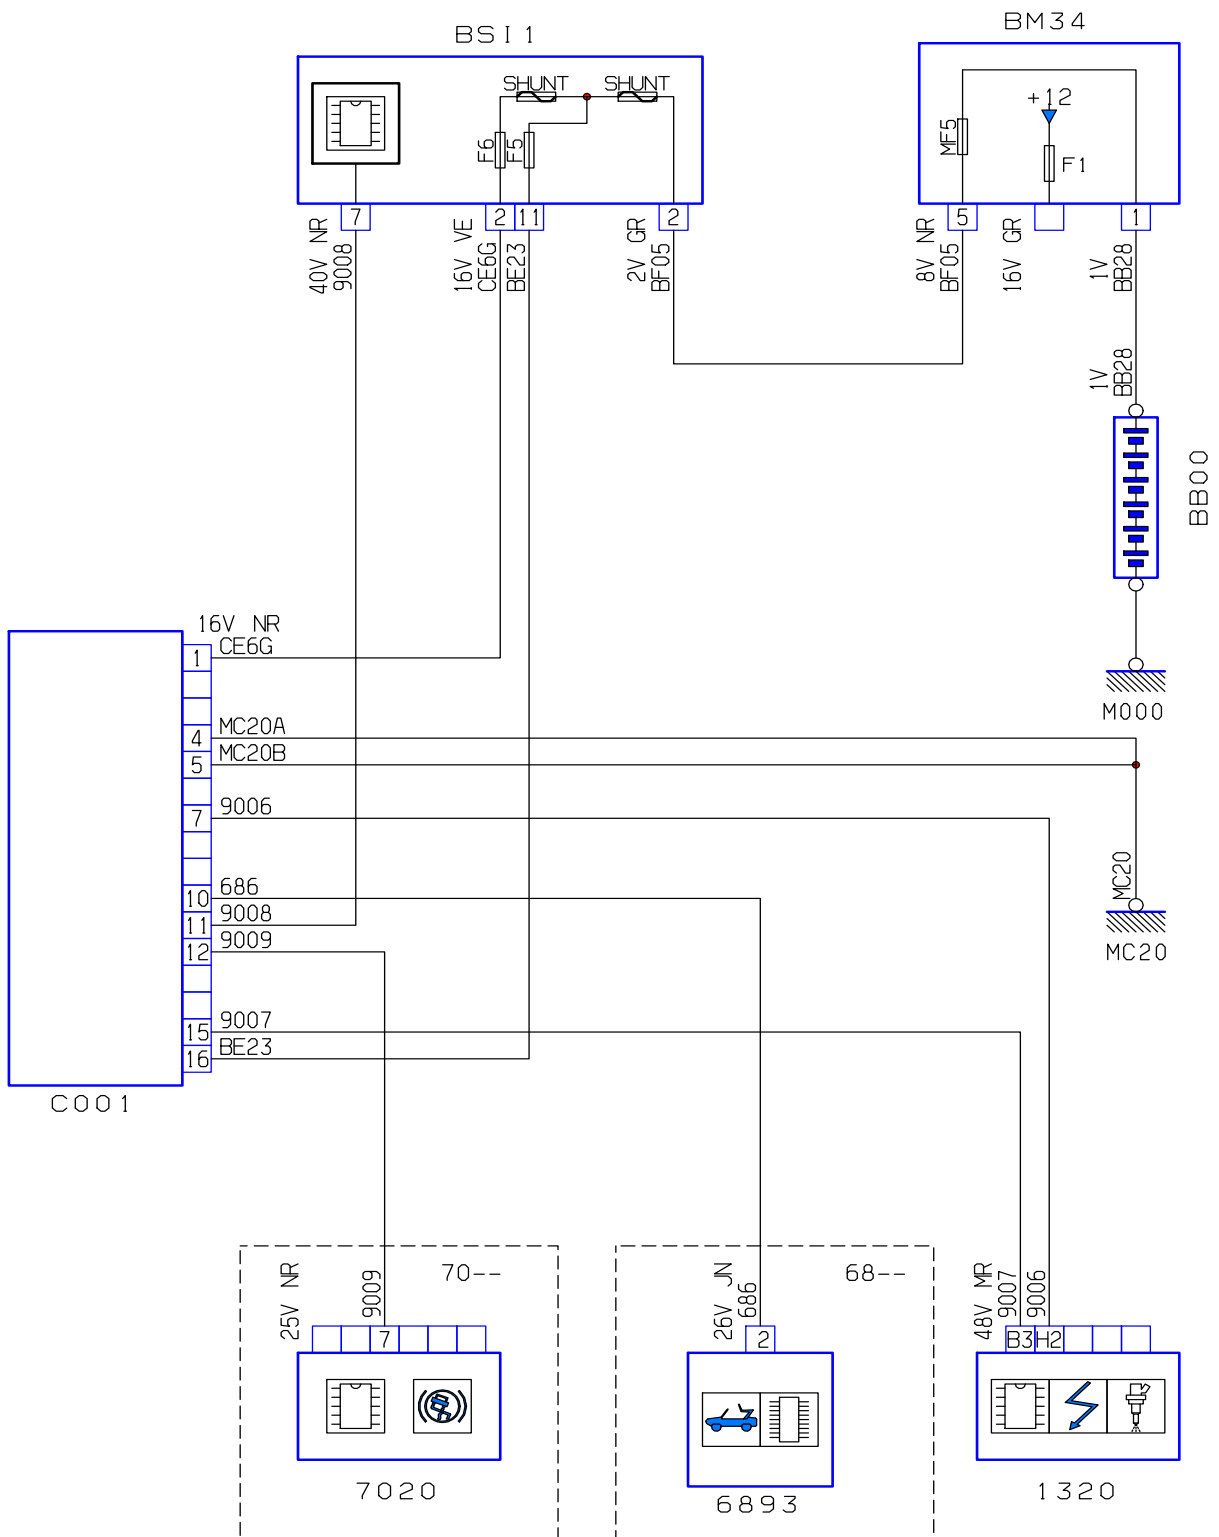 BSI1
BM34
SHUNT
SHUNT
+12
F6
F5
MF5
F1
7
2
11
2
5
1
40V NR
9008
16V VE
CE6G
BE23
2V GR
BF05
8V NR
BF05
16V GR
1V
BB28
1V
BB28
BB00
M000
16V NR
1
CE6G
4
MC20A
5
MC20B
7
9006
10
686
11
9008
12
9009
15
9007
16
BE23
C001
MC20
MC20
70--
68--
25V NR
9009
26V JN
686
48V MR
9007
9006
7
2
B3
H2
7020
6893
1320